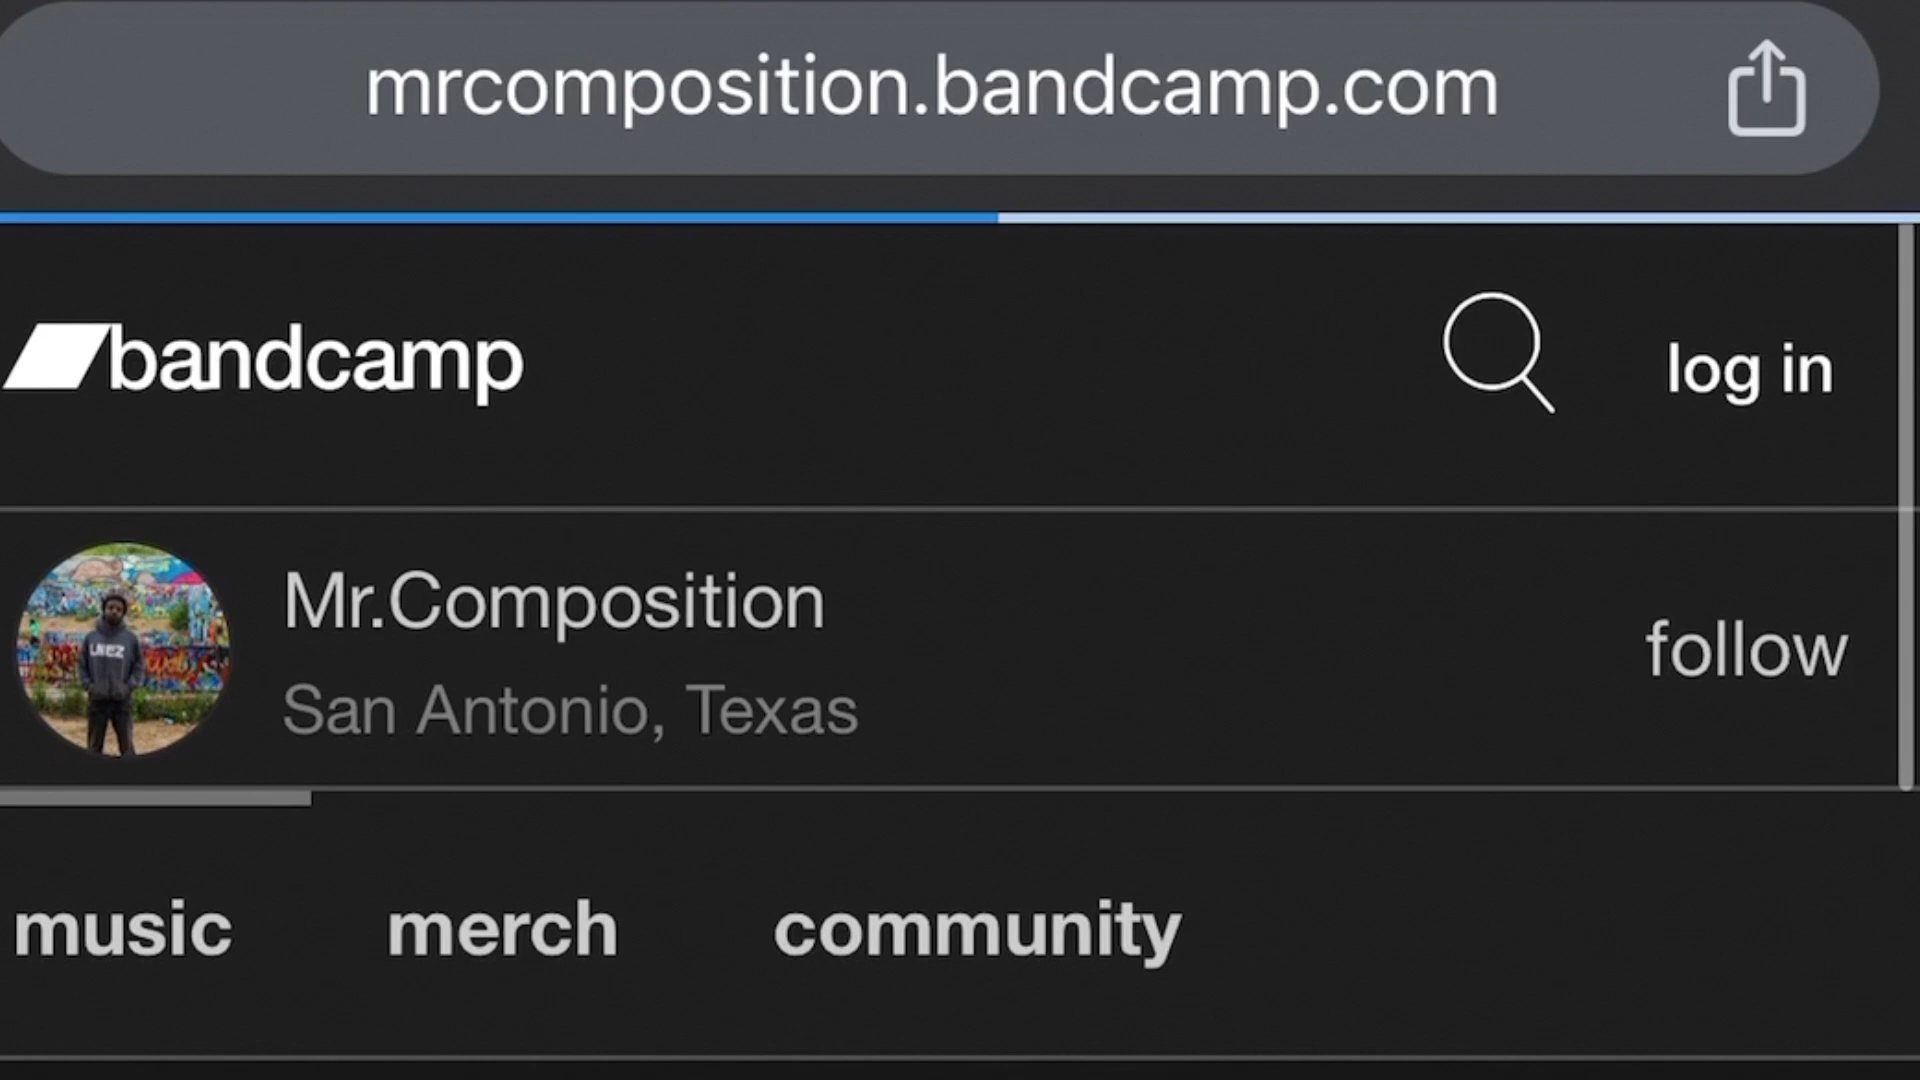 mrcomposition.bandcamp.com
bandcamp
log in
Mr.Composition
San Antonio, Texas
follow
music
merch
community